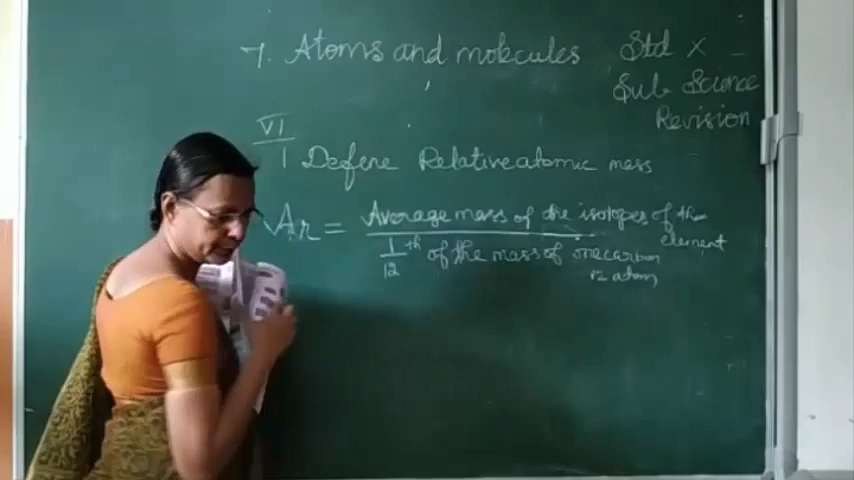 7. Atoms and molecules
Std X
Sub Science
Revision
VI
1 Define Relative atomic mass
Ar = Average mass of the isotopes of the element
1/12 th of the mass of one carbon
12 atom